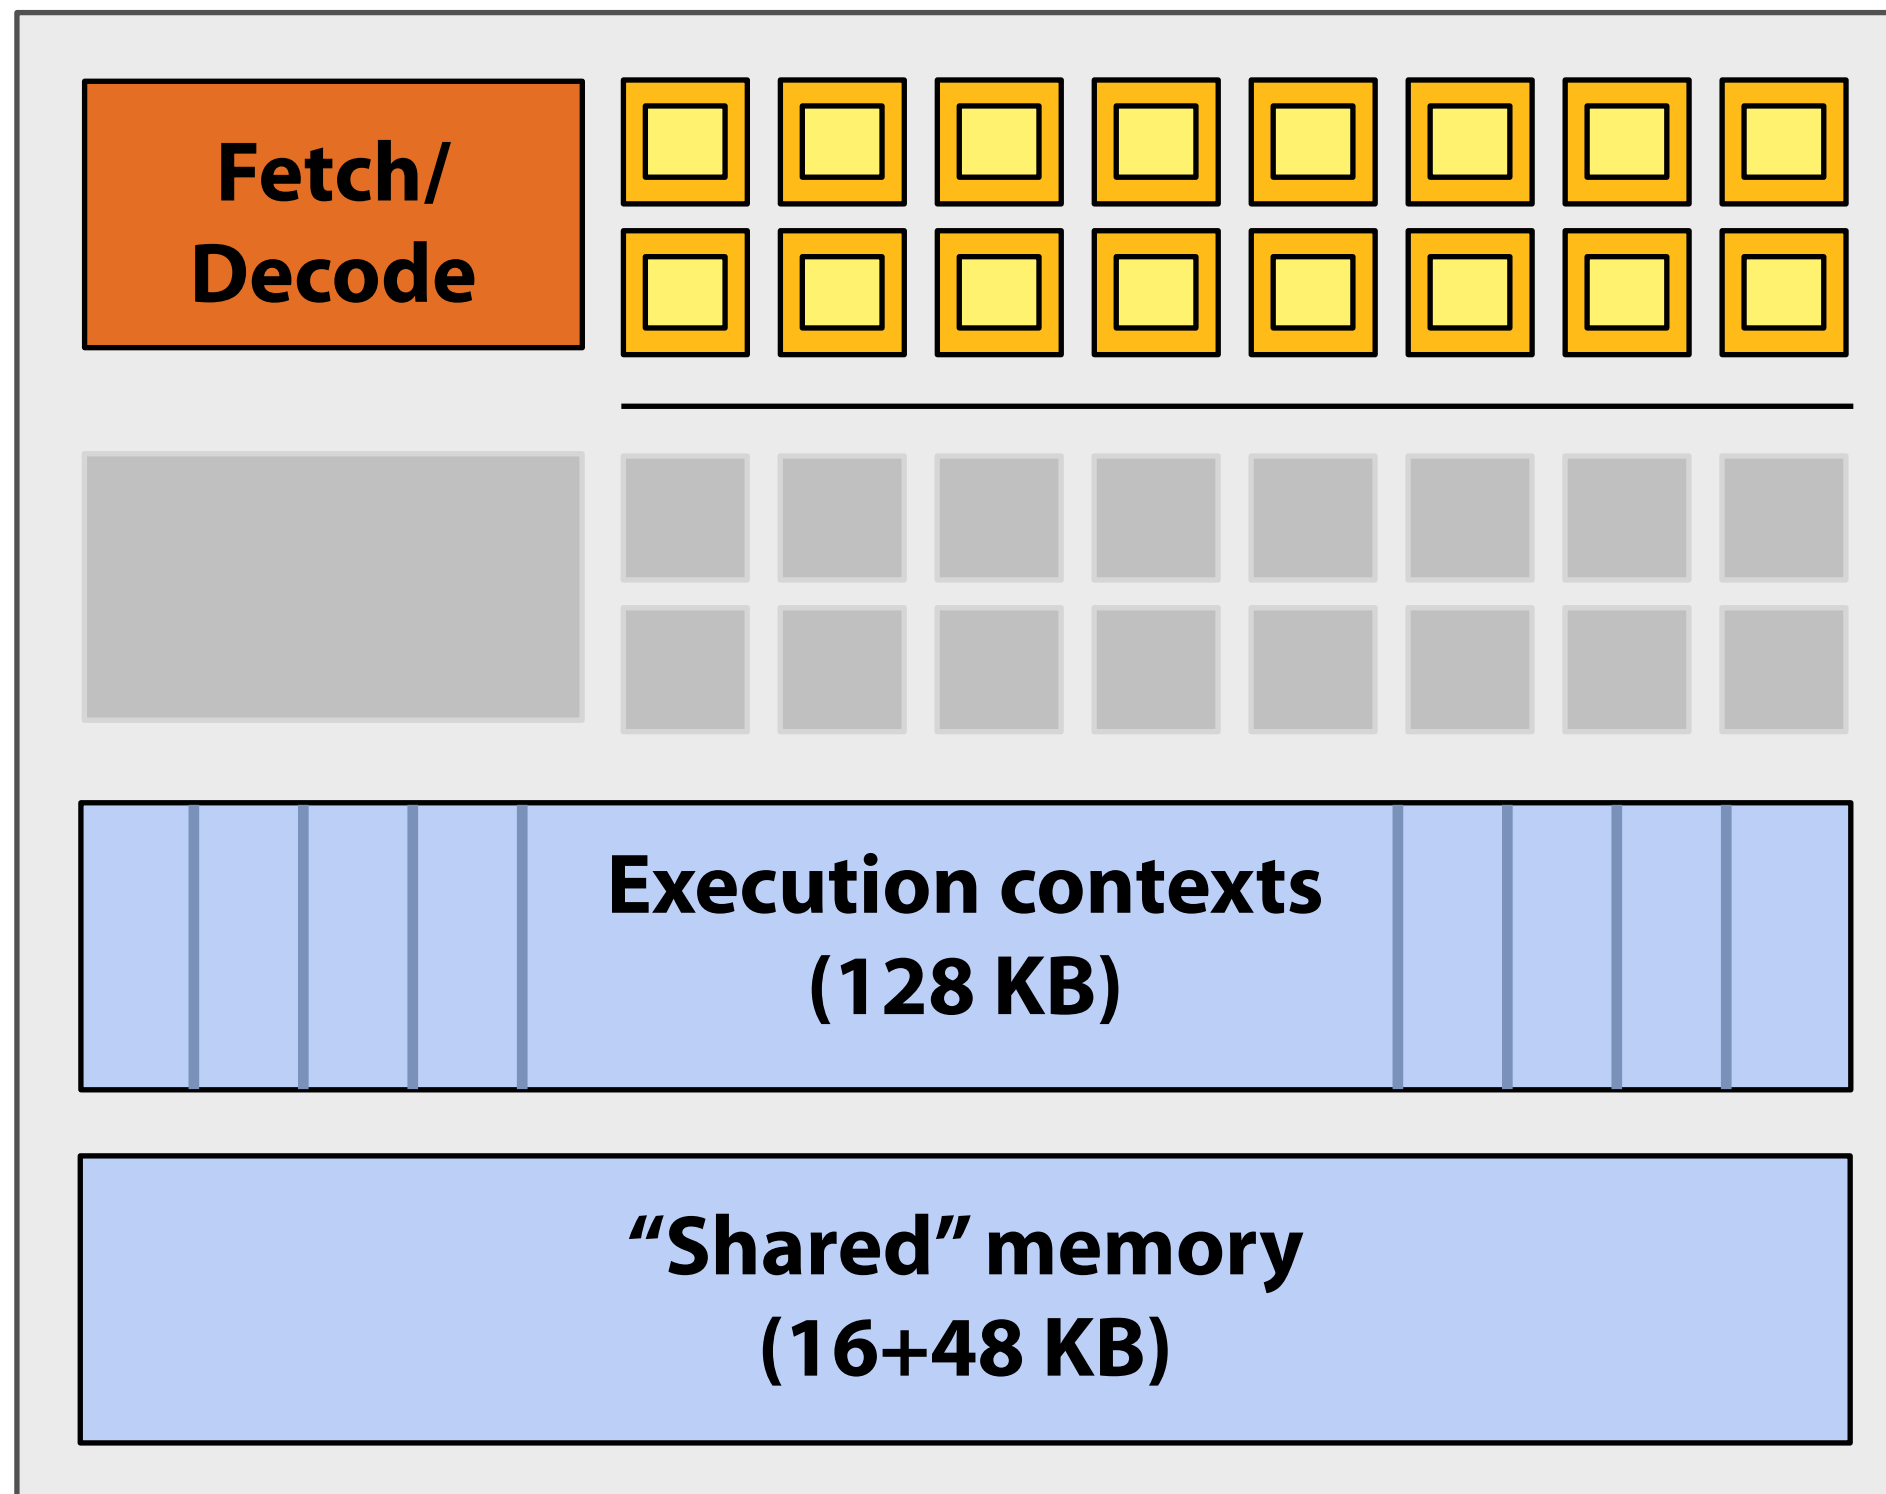 Fetch/
Decode
Execution contexts
(128 KB)
“Shared” memory
(16+48 KB)